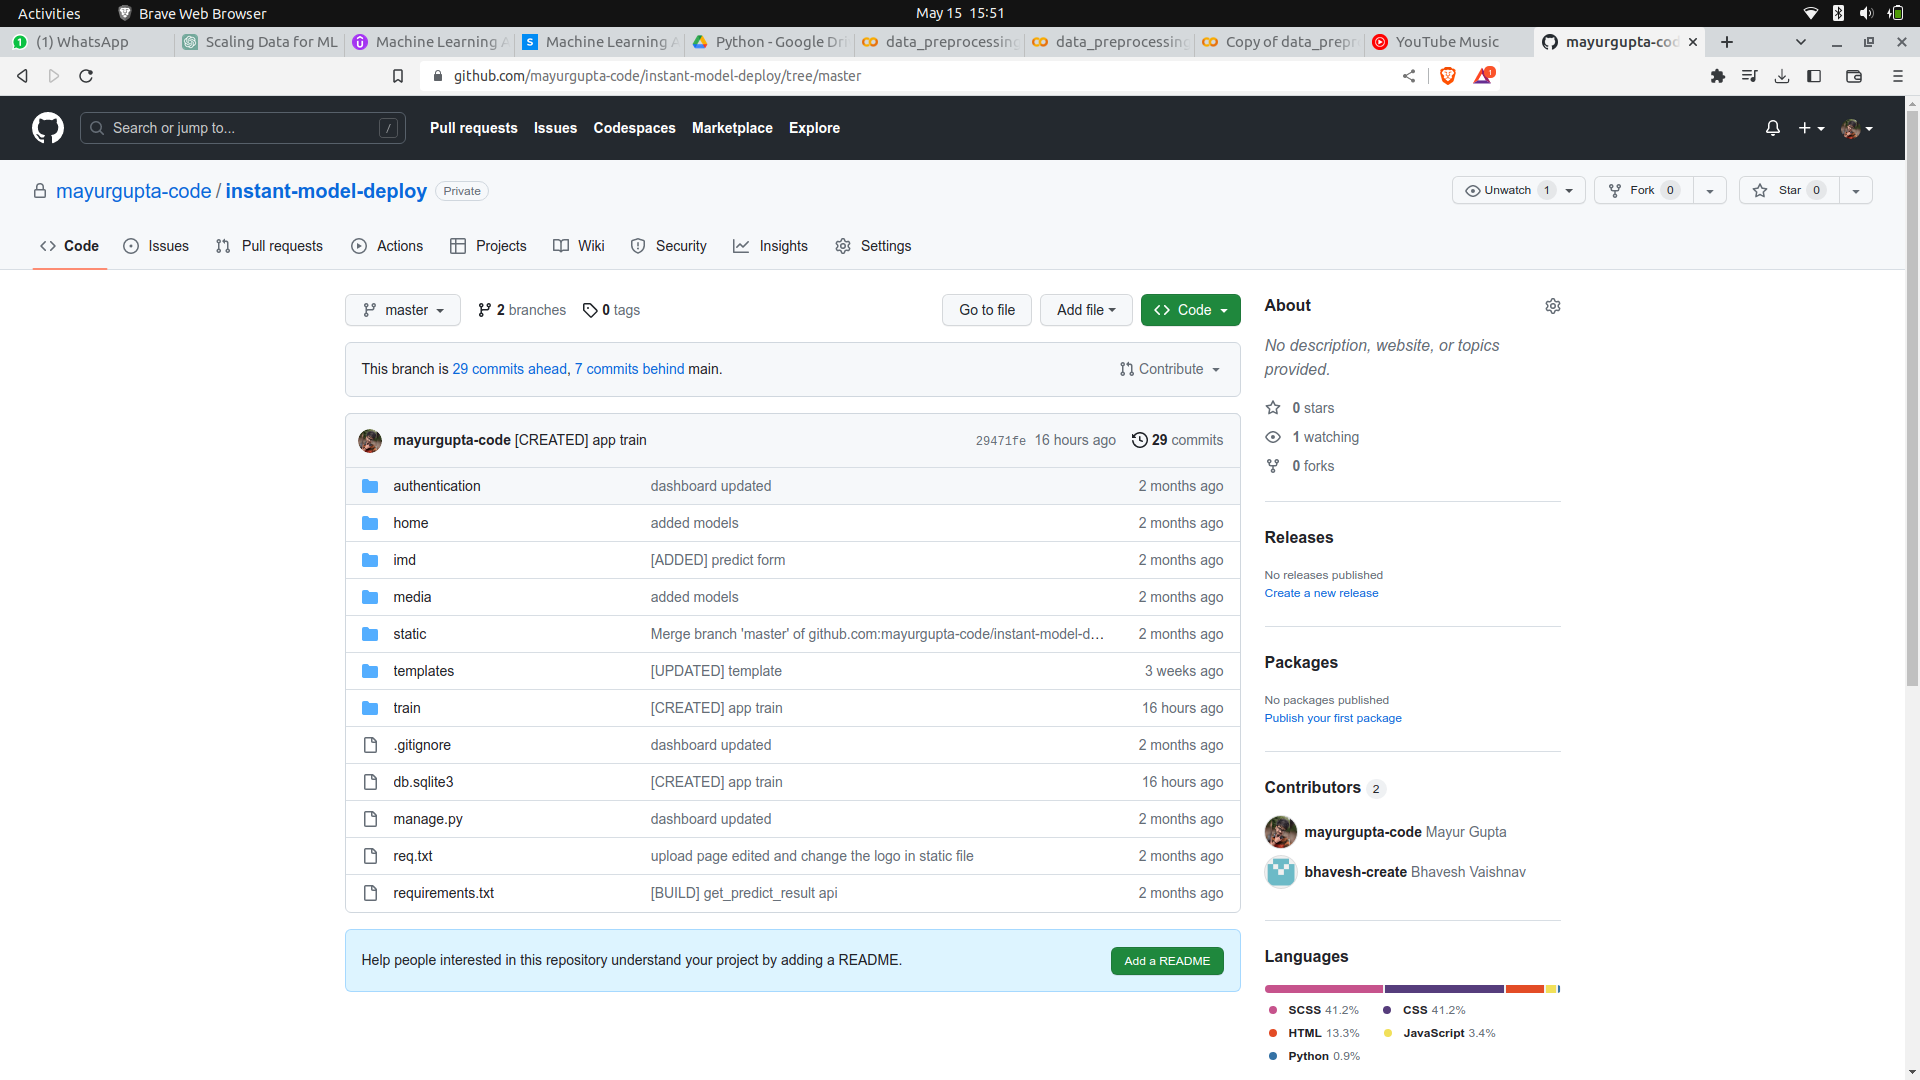 Activities Brave Web Browser May 15 15:51
(1) WhatsApp Scaling Data for ML Machine Learning A Machine Learning A Python - Google Dri data_preprocessing data_preprocessing Copy of data_prepr YouTube Music mayurgupta-cod
github.com/mayurgupta-code/instant-model-deploy/tree/master 1
Search or jump to... / Pull requests Issues Codespaces Marketplace Explore
mayurgupta-code / instant-model-deploy Private Unwatch 1 Fork 0 Star 0
Code Issues Pull requests Actions Projects Wiki Security Insights Settings
master 2 branches 0 tags Go to file Add file Code
This branch is 29 commits ahead, 7 commits behind main. Contribute
mayurgupta-code [CREATED] app train 29471fe 16 hours ago 29 commits
authentication dashboard updated 2 months ago
home added models 2 months ago
imd [ADDED] predict form 2 months ago
media added models 2 months ago
static Merge branch 'master' of github.com:mayurgupta-code/instant-model-d... 2 months ago
templates [UPDATED] template 3 weeks ago
train [CREATED] app train 16 hours ago
.gitignore dashboard updated 2 months ago
db.sqlite3 [CREATED] app train 16 hours ago
manage.py dashboard updated 2 months ago
req.txt upload page edited and change the logo in static file 2 months ago
requirements.txt [BUILD] get_predict_result api 2 months ago
Help people interested in this repository understand your project by adding a README. Add a README
About
No description, website, or topics
provided.
0 stars
1 watching
0 forks
Releases
No releases published
Create a new release
Packages
No packages published
Publish your first package
Contributors 2
mayurgupta-code Mayur Gupta
bhavesh-create Bhavesh Vaishnav
Languages
SCSS 41.2% CSS 41.2%
HTML 13.3% JavaScript 3.4%
Python 0.9%